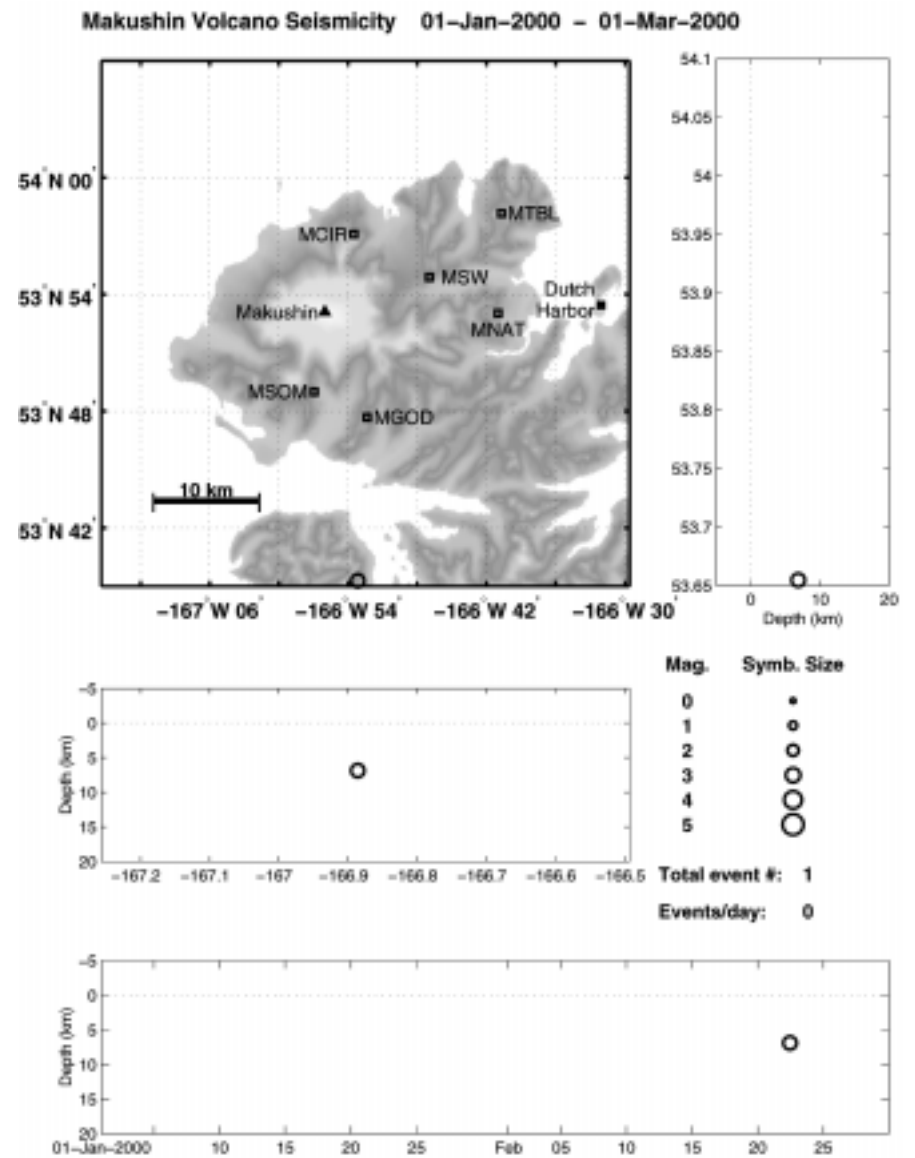 Makushin Volcano Seismicity 01-Jan-2000 - 01-Mar-2000
54°N 00'
53°N 54'
53°N 48'
53°N 42'
MTBL
MCIR
MSW
Dutch
Harbor
Makushin
MNAT
MSOM
MGOD
10 km
-167°W 06'
-166°W 54'
-166°W 42'
-166°W 30'
54.1
54.05
54
53.95
53.9
53.85
53.8
53.75
53.7
53.65
0 10 20
Depth (km)
Mag. Symb. Size
0
1
2
3
4
5
Total event #: 1
Events/day: 0
-5
0
5
10
15
20
Depth (km)
-167.2 -167.1 -167 -166.9 -166.8 -166.7 -166.6 -166.5
-5
0
5
10
15
20
Depth (km)
01-Jan-2000 10 15 20 25 Feb 05 10 15 20 25